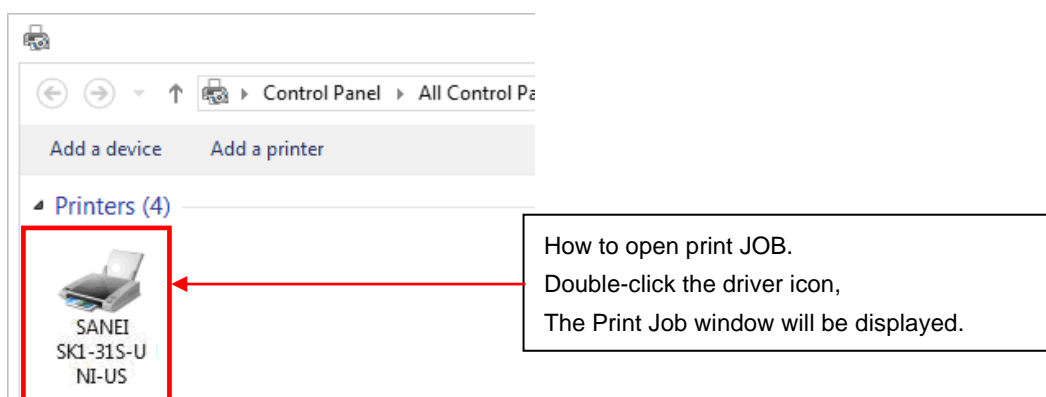 Control Panel All Control Pa
Add a device Add a printer
Printers (4)
How to open print JOB.
Double-click the driver icon,
The Print Job window will be displayed.
SANEI
SK1-31S-U
NI-US